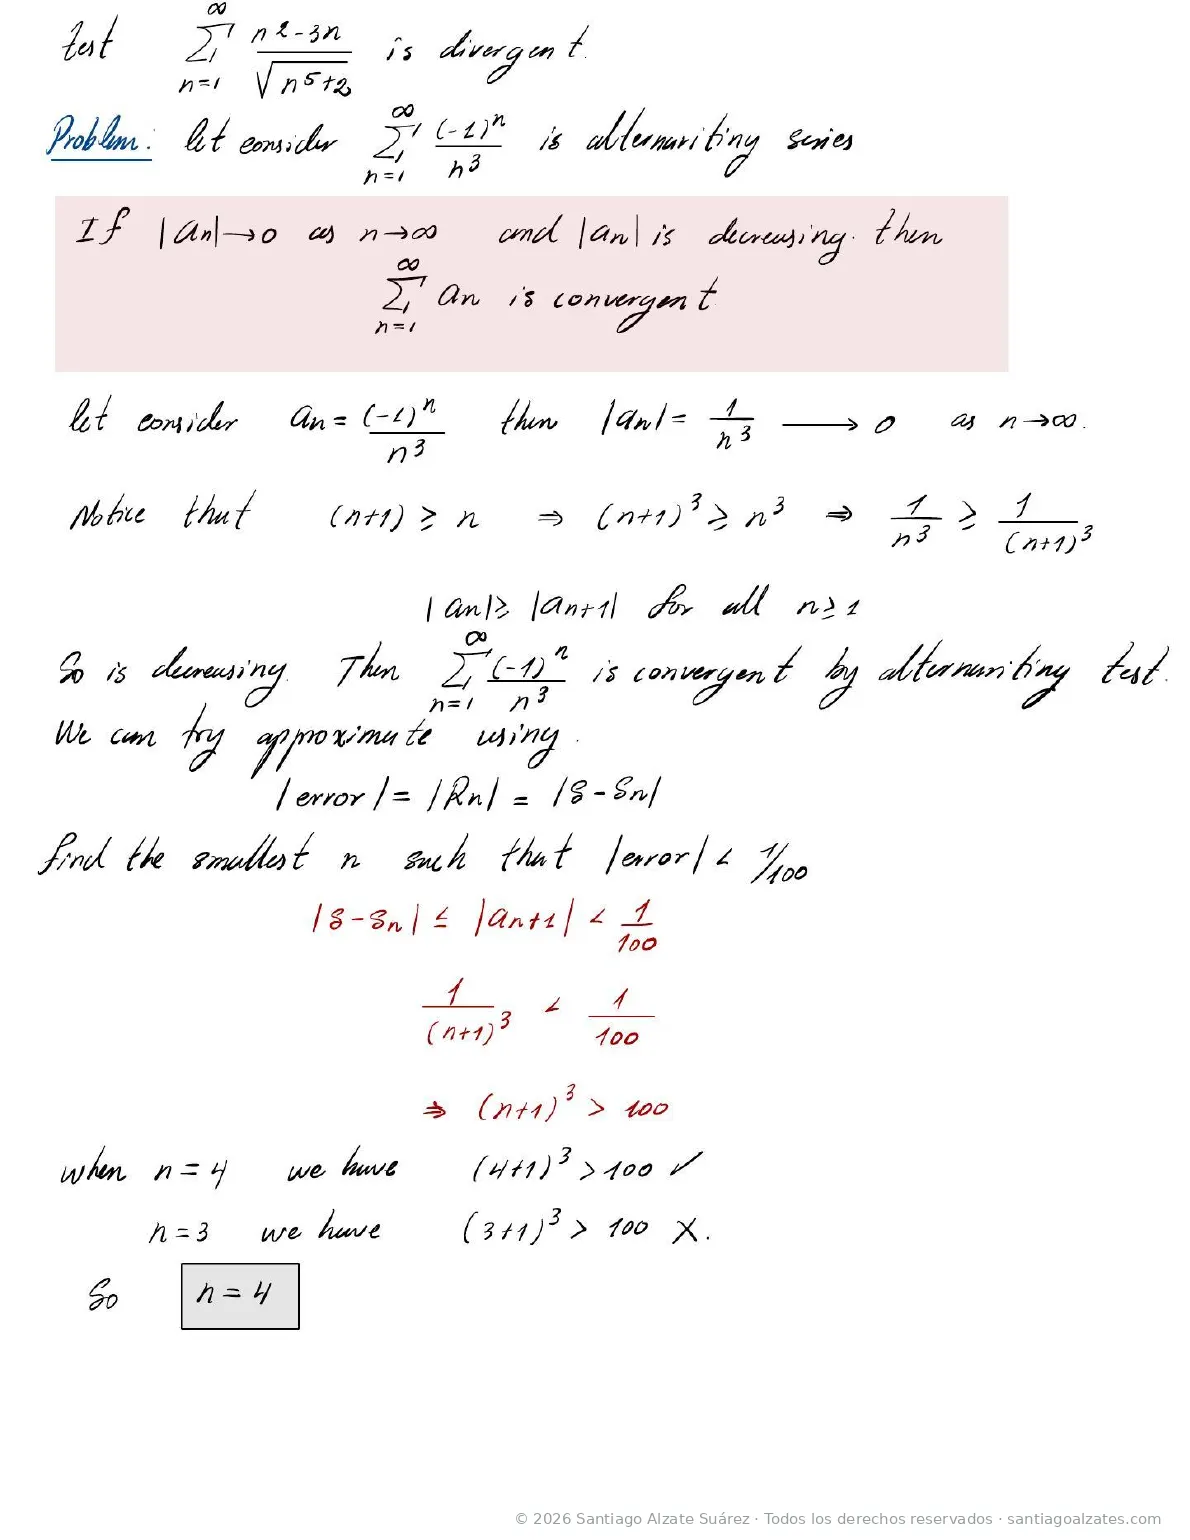 test ∑_{n=1}^{∞} (n²-3n)/√(n⁵+2) is divergent.
Problem: let consider ∑_{n=1}^{∞} (-1)ⁿ/n³ is alternariting series
If |an|→0 as n→∞ and |an| is decreasing. then
∑_{n=1}^{∞} an is convergent
let consider an = (-1)ⁿ/n³ then |an| = 1/n³ ⟶ 0 as n→∞.
Notice that (n+1) ≥ n ⇒ (n+1)³ ≥ n³ ⇒ 1/n³ ≥ 1/(n+1)³
|an| ≥ |an+1| for all n≥1
So is decreasing. Then ∑_{n=1}^{∞} (-1)ⁿ/n³ is convergent by alternariting test.
We can try approximate using.
|error| = |Rn| = |S-Sn|
find the smallest n such that |error| < 1/100
|S-Sn| ≤ |an+1| < 1/100
1/(n+1)³ < 1/100
⇒ (n+1)³ > 100
when n = 4 we have (4+1)³ > 100 ✓
n = 3 we have (3+1)³ > 100 X.
So n = 4
© 2026 Santiago Alzate Suárez · Todos los derechos reservados · santiagoalzates.com